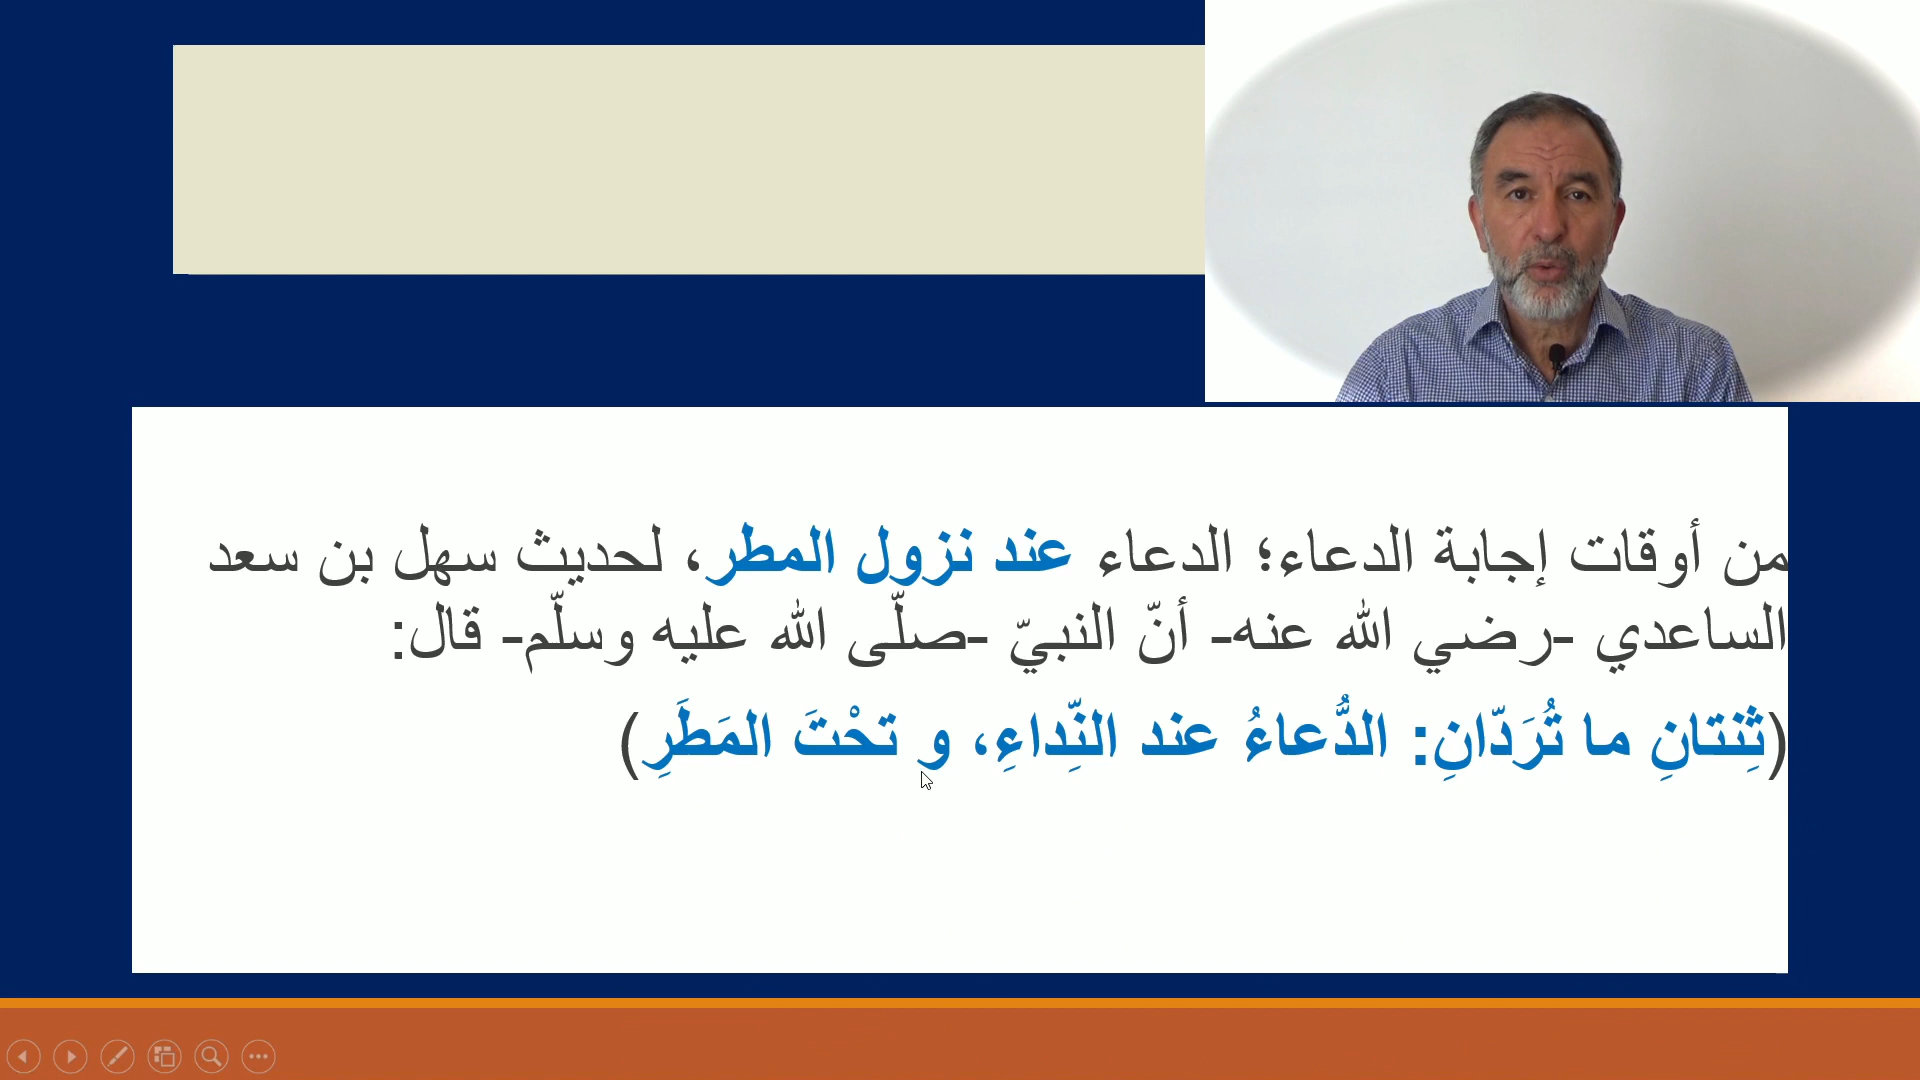 من أوقات إجابة الدعاء؛ الدعاء عند نزول المطر، لحديث سهل بن سعد
الساعدي -رضي الله عنه- أنّ النبيّ -صلّى الله عليه وسلّم- قال:
(ثِنتانِ ما تُرَدّانِ: الدُّعاءُ عند النِّداءِ، و تحْتَ المَطَرِ)